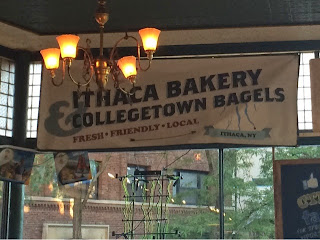 ITHACA BAKERY
& COLLEGETOWN BAGELS
FRESH • FRIENDLY • LOCAL
ITHACA, NY